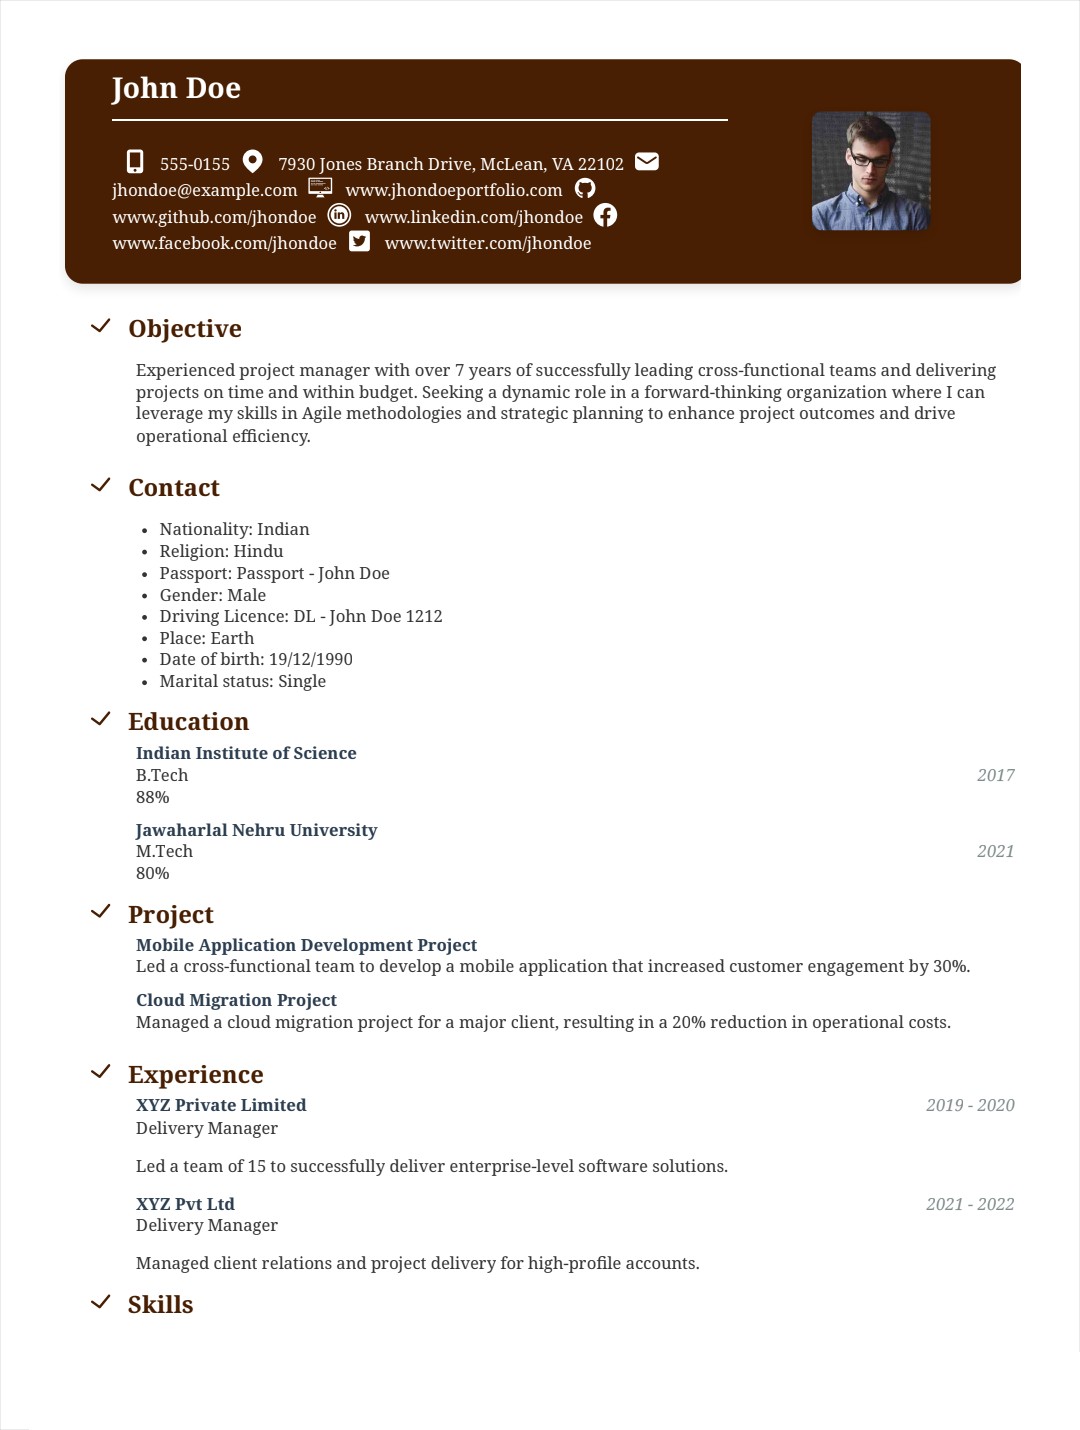 John Doe
555-0155 7930 Jones Branch Drive, McLean, VA 22102
jhondoe@example.com www.jhondoeportfolio.com
www.github.com/jhondoe www.linkedin.com/jhondoe
www.facebook.com/jhondoe www.twitter.com/jhondoe
Objective
Experienced project manager with over 7 years of successfully leading cross-functional teams and delivering
projects on time and within budget. Seeking a dynamic role in a forward-thinking organization where I can
leverage my skills in Agile methodologies and strategic planning to enhance project outcomes and drive
operational efficiency.
Contact
• Nationality: Indian
• Religion: Hindu
• Passport: Passport - John Doe
• Gender: Male
• Driving Licence: DL - John Doe 1212
• Place: Earth
• Date of birth: 19/12/1990
• Marital status: Single
Education
Indian Institute of Science
B.Tech 2017
88%
Jawaharlal Nehru University
M.Tech 2021
80%
Project
Mobile Application Development Project
Led a cross-functional team to develop a mobile application that increased customer engagement by 30%.
Cloud Migration Project
Managed a cloud migration project for a major client, resulting in a 20% reduction in operational costs.
Experience
XYZ Private Limited 2019 - 2020
Delivery Manager
Led a team of 15 to successfully deliver enterprise-level software solutions.
XYZ Pvt Ltd 2021 - 2022
Delivery Manager
Managed client relations and project delivery for high-profile accounts.
Skills